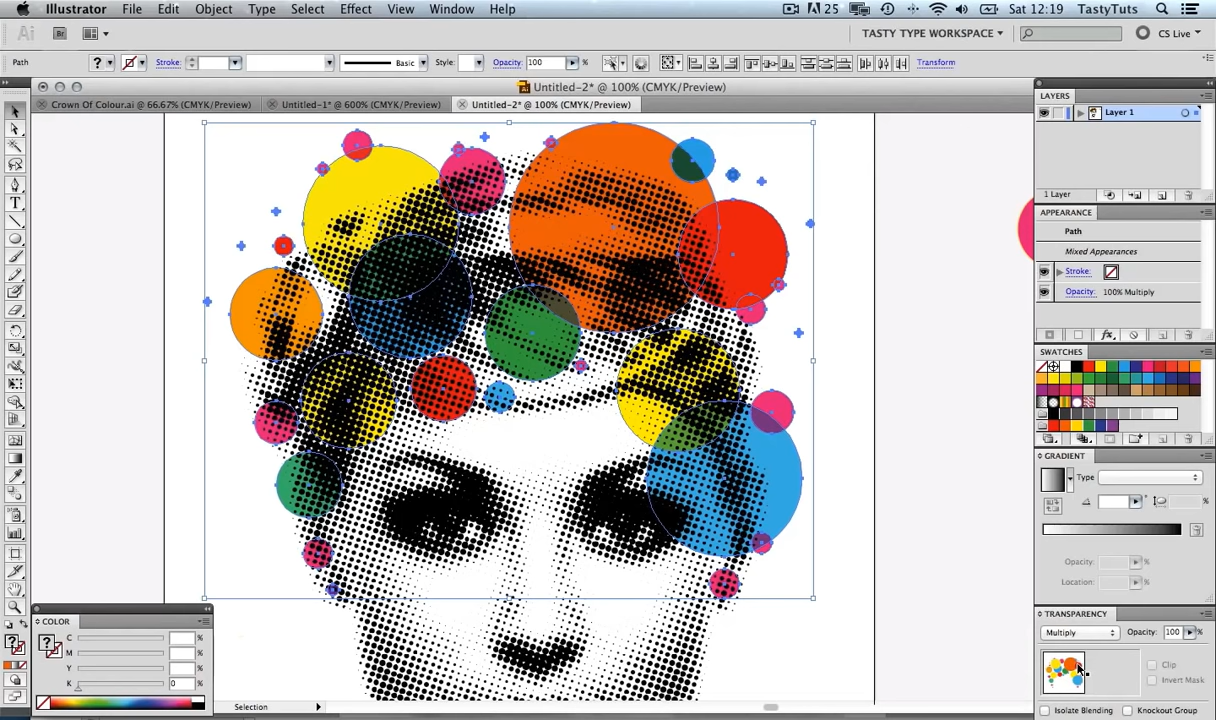 Illustrator File Edit Object Type Select Effect View Window Help 25 Sat 12:19 TastyTuts
Ai Br TASTY TYPE WORKSPACE CS Live
Path ? Stroke: Basic Style: Opacity: 100 % Transform
Untitled-2* @ 100% (CMYK/Preview)
Crown Of Colour.ai @ 66.67% (CMYK/Preview) Untitled-1* @ 600% (CMYK/Preview) Untitled-2* @ 100% (CMYK/Preview)
LAYERS
Layer 1
1 Layer
APPEARANCE
Path
Mixed Appearances
Stroke:
Opacity: 100% Multiply
fx
SWATCHES
GRADIENT
Type
°
%
Opacity: %
Location: %
TRANSPARENCY
Multiply Opacity: 100 %
Clip
Invert Mask
Isolate Blending Knockout Group
COLOR
? C %
M %
Y %
K 0 %
?
Selection